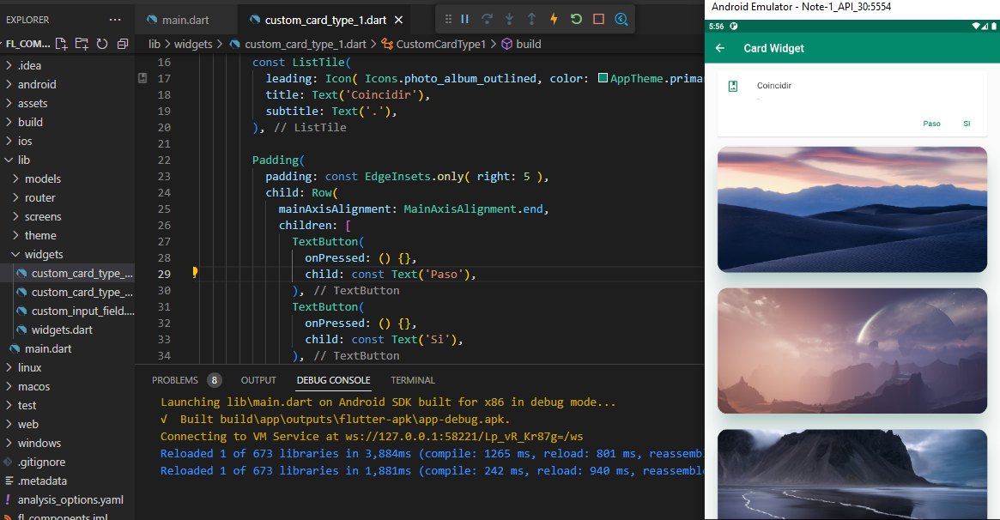 EXPLORER ...
FL_COM...
.idea
android
assets
build
ios
lib
models
router
screens
theme
widgets
custom_card_type_...
custom_card_type_...
custom_input_field....
widgets.dart
main.dart
linux
macos
test
web
windows
.gitignore
.metadata
analysis_options.yaml
fl_components.iml
main.dart
custom_card_type_1.dart
lib > widgets > custom_card_type_1.dart > CustomCardType1 > build
16 const ListTile(
17 leading: Icon( Icons.photo_album_outlined, color: AppTheme.primar
18 title: Text('Coincidir'),
19 subtitle: Text('.'),
20 ), // ListTile
21
22 Padding(
23 padding: const EdgeInsets.only( right: 5 ),
24 child: Row(
25 mainAxisAlignment: MainAxisAlignment.end,
26 children: [
27 TextButton(
28 onPressed: () {},
29 child: const Text('Paso'),
30 ), // TextButton
31 TextButton(
32 onPressed: () {},
33 child: const Text('Si'),
34 ), // TextButton
PROBLEMS 8 OUTPUT DEBUG CONSOLE TERMINAL
Launching lib\main.dart on Android SDK built for x86 in debug mode...
√ Built build\app\outputs\flutter-apk\app-debug.apk.
Connecting to VM Service at ws://127.0.0.1:58221/Lp_vR_Kr87g=/ws
Reloaded 1 of 673 libraries in 3,884ms (compile: 1265 ms, reload: 801 ms, reassembl
Reloaded 1 of 673 libraries in 1,881ms (compile: 242 ms, reload: 940 ms, reassemble
Android Emulator - Note-1_API_30:5554
5:56
Card Widget
Coincidir
.
Paso Si